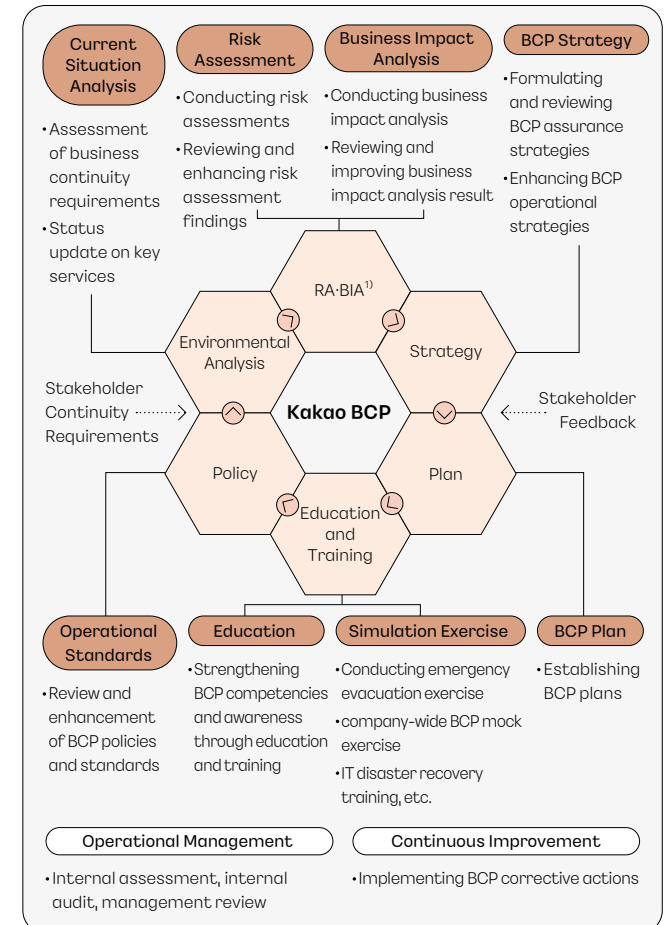 Current
Situation
Analysis
• Assessment
of business
continuity
requirements
• Status
update on key
services
Risk
Assessment
• Conducting risk
assessments
• Reviewing and
enhancing risk
assessment
findings
Business Impact
Analysis
• Conducting business
impact analysis
• Reviewing and
improving business
impact analysis result
BCP Strategy
• Formulating
and reviewing
BCP assurance
strategies
• Enhancing BCP
operational
strategies
RA·BIA¹⁾
Environmental
Analysis
Strategy
Stakeholder
Continuity
Requirements
Kakao BCP
Stakeholder
Feedback
Policy
Plan
Education
and
Training
Operational
Standards
• Review and
enhancement
of BCP policies
and standards
Education
• Strengthening
BCP competencies
and awareness
through education
and training
Simulation Exercise
• Conducting emergency
evacuation exercise
• company-wide BCP mock
exercise
• IT disaster recovery
training, etc.
BCP Plan
• Establishing
BCP plans
Operational Management
• Internal assessment, internal
audit, management review
Continuous Improvement
• Implementing BCP corrective actions